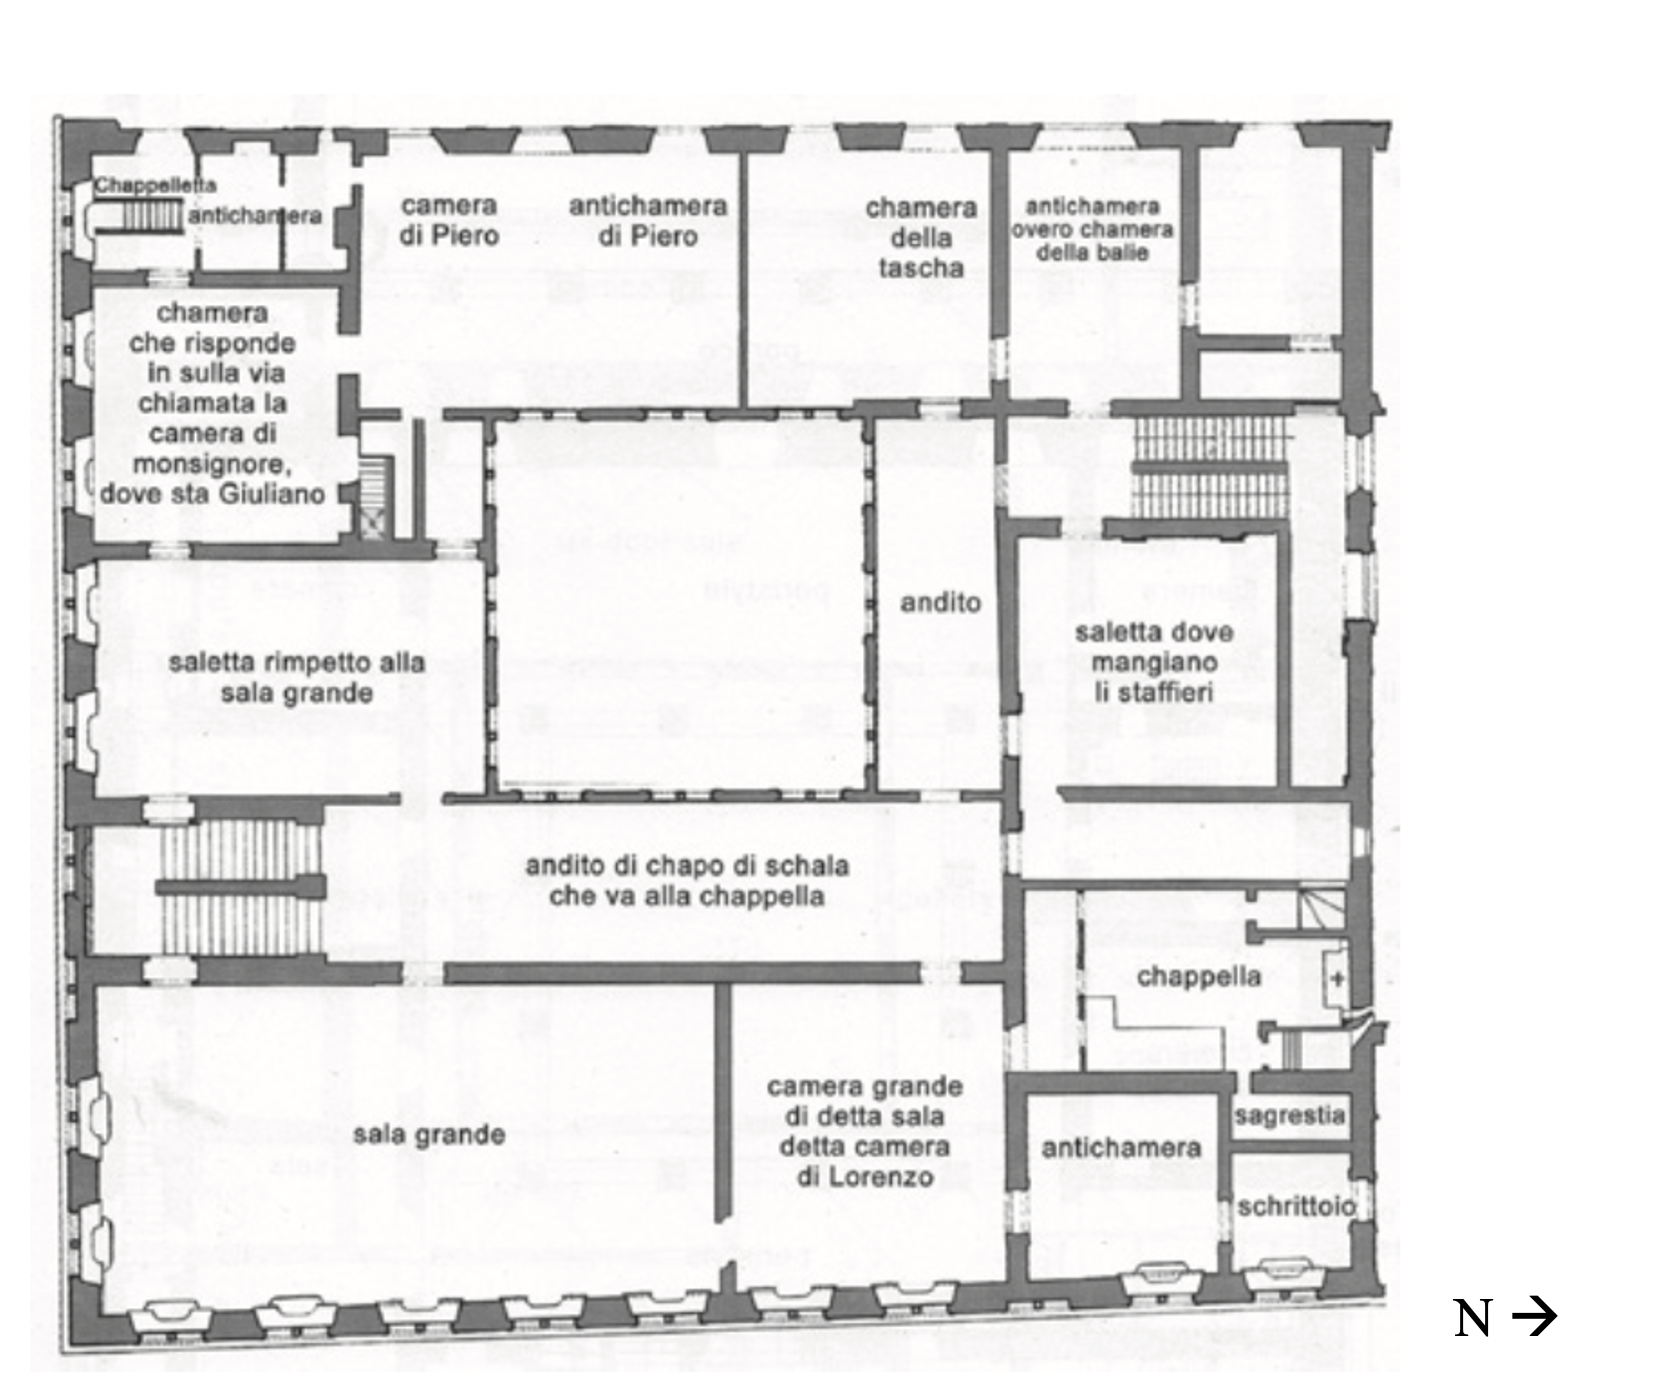 Chappelletta
antichamera
camera
di Piero
antichamera
di Piero
chamera
della
tascha
antichamera
overo chamera
della balie
chamera
che risponde
in sulla via
chiamata la
camera di
monsignore,
dove sta Giuliano
saletta rimpetto alla
sala grande
andito
saletta dove
mangiano
li staffieri
andito di chapo di schala
che va alla chappella
chappella
sala grande
camera grande
di detta sala
detta camera
di Lorenzo
antichamera
sagrestia
schrittoio
N →